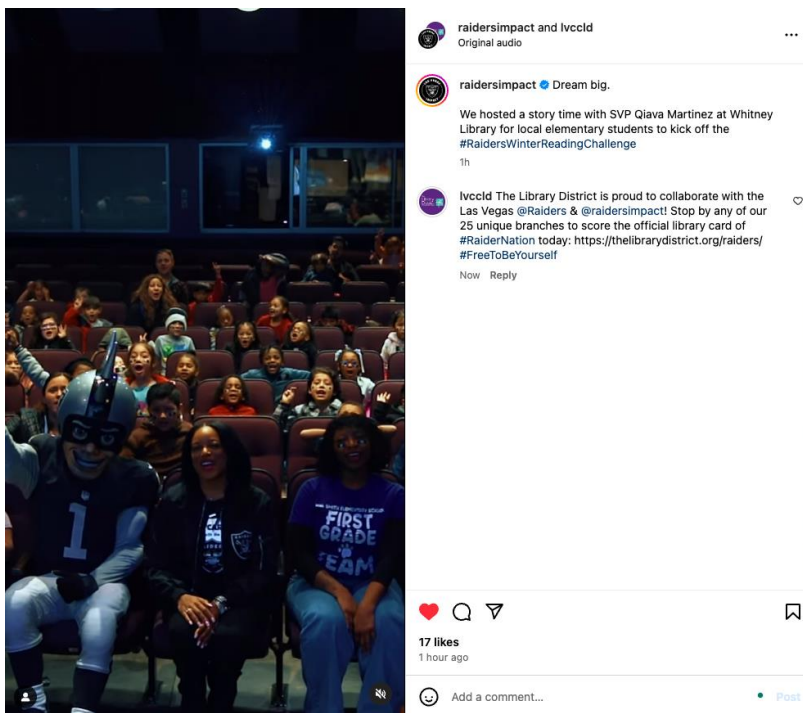 raidersimpact and lvccld
Original audio
raidersimpact Dream big.
We hosted a story time with SVP Qiava Martinez at Whitney
Library for local elementary students to kick off the
#RaidersWinterReadingChallenge
1h
lvccld The Library District is proud to collaborate with the
Las Vegas @Raiders & @raidersimpact! Stop by any of our
25 unique branches to score the official library card of
#RaiderNation today: https://thelibrarydistrict.org/raiders/
#FreeToBeYourself
Now Reply
1
FIRST
GRADE
TEAM
17 likes
1 hour ago
Add a comment...
Post